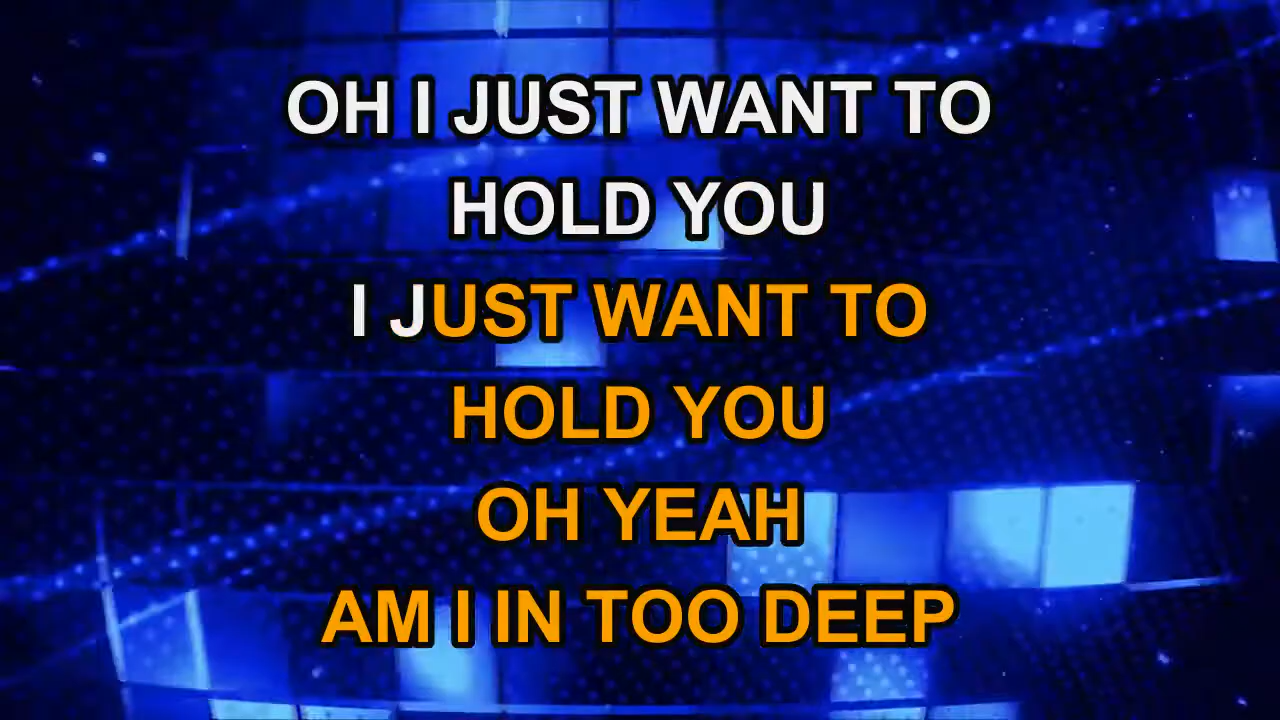 OH I JUST WANT TO
HOLD YOU
I JUST WANT TO
HOLD YOU
OH YEAH
AM I IN TOO DEEP